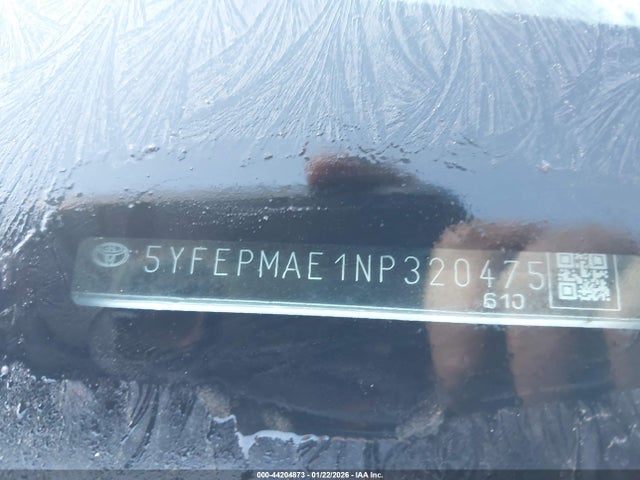 5YFEPMAE1NP320475
610
000-44204873 - 01/22/2026 - IAA Inc.